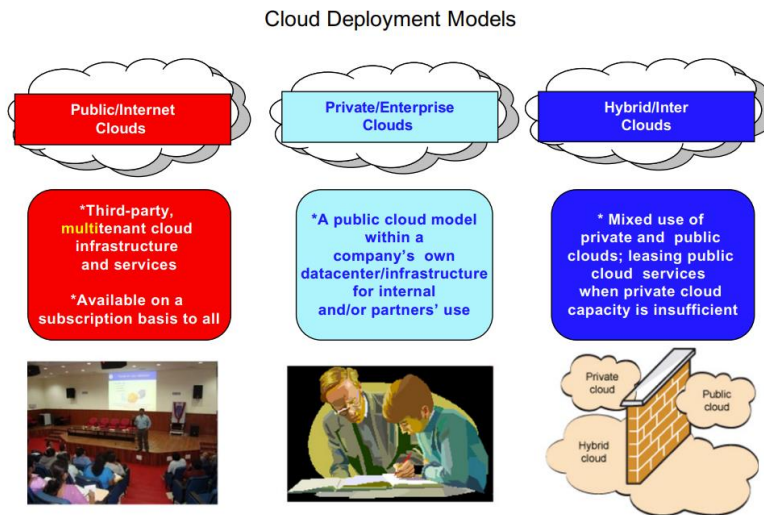 Cloud Deployment Models
Public/Internet
Clouds
Private/Enterprise
Clouds
Hybrid/Inter
Clouds
*Third-party,
multitenant cloud
infrastructure
and services
*Available on a
subscription basis to all
*A public cloud model
within a
company's own
datacenter/infrastructure
for internal
and/or partners' use
* Mixed use of
private and public
clouds; leasing public
cloud services
when private cloud
capacity is insufficient
Private
cloud
Public
cloud
Hybrid
cloud